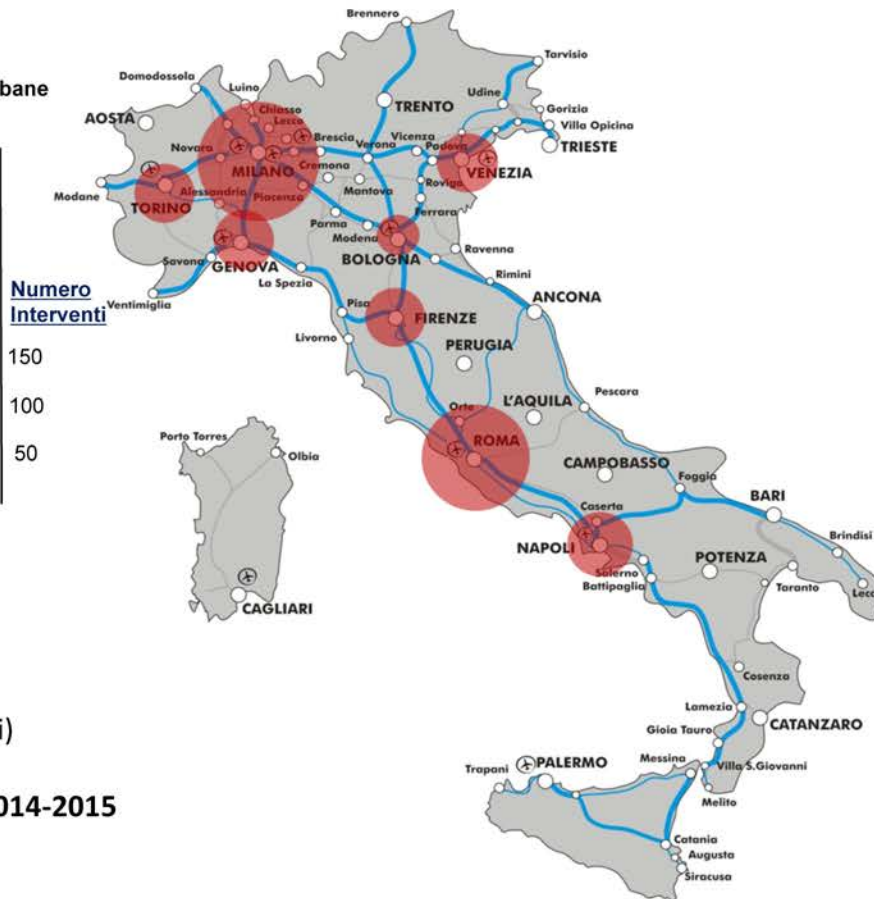 bane
Numero
Interventi
150
100
50
i)
014-2015
Brennero
Tarvisio
Domodossola
Luino
Udine
Gorizia
Chiasso
TRENTO
AOSTA
Lecco
Villa Opicina
Novara
Brescia
Verona
Vicenza
Padova
TRIESTE
MILANO
Cremona
VENEZIA
Modane
Alessandria
Piacenza
Mantova
Rovigo
TORINO
Ferrara
Parma
Modena
Ravenna
GENOVA
BOLOGNA
Savona
La Spezia
Rimini
Ventimiglia
Pisa
ANCONA
FIRENZE
Livorno
PERUGIA
L'AQUILA
Pescara
Orte
Porto Torres
Olbia
ROMA
CAMPOBASSO
Foggia
Caserta
BARI
NAPOLI
Brindisi
Salerno
POTENZA
Battipaglia
Taranto
Lecc
CAGLIARI
Cosenza
Lamezia
CATANZARO
Gioia Tauro
Messina
Villa S.Giovanni
Trapani
PALERMO
Melito
Catania
Augusta
Siracusa